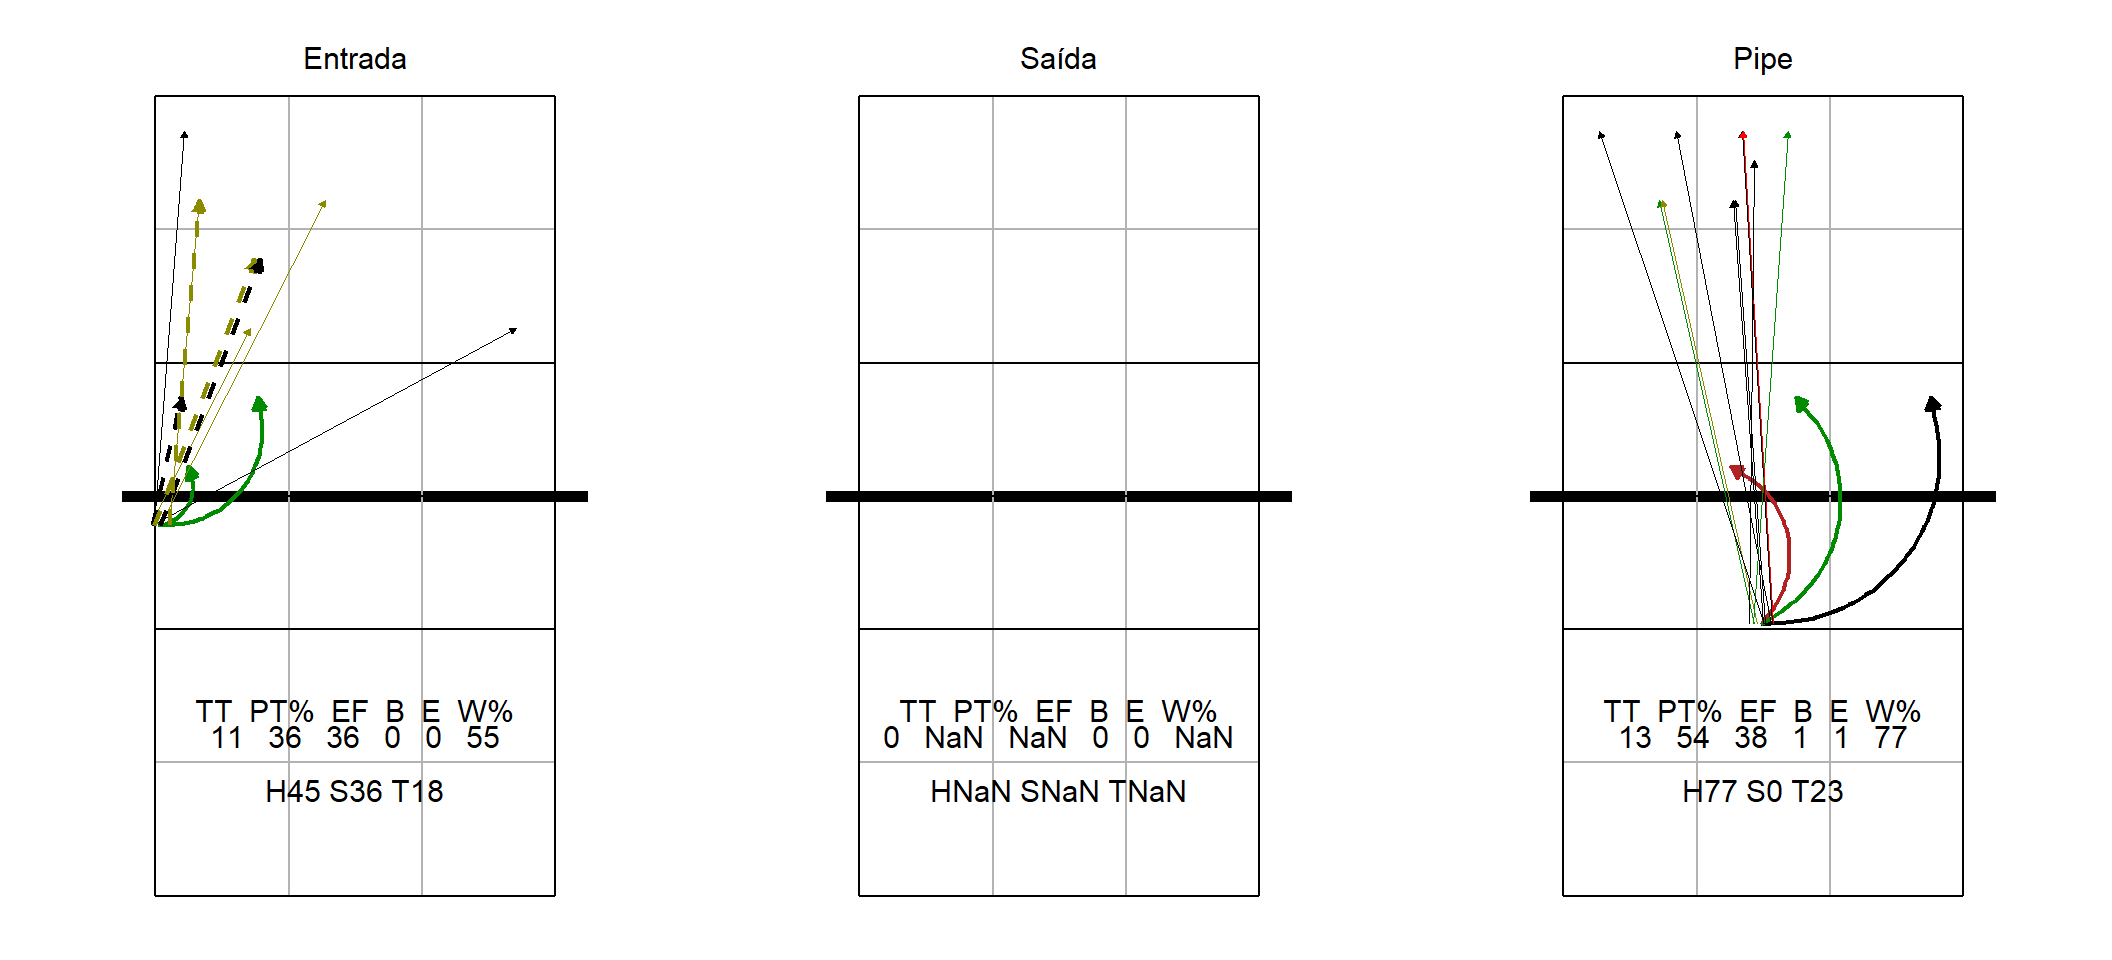 Entrada
TT PT% EF B E W%
11 36 36 0 0 55
H45 S36 T18
Saída
TT PT% EF B E W%
0 NaN NaN 0 0 NaN
HNaN SNaN TNaN
Pipe
TT PT% EF B E W%
13 54 38 1 1 77
H77 S0 T23